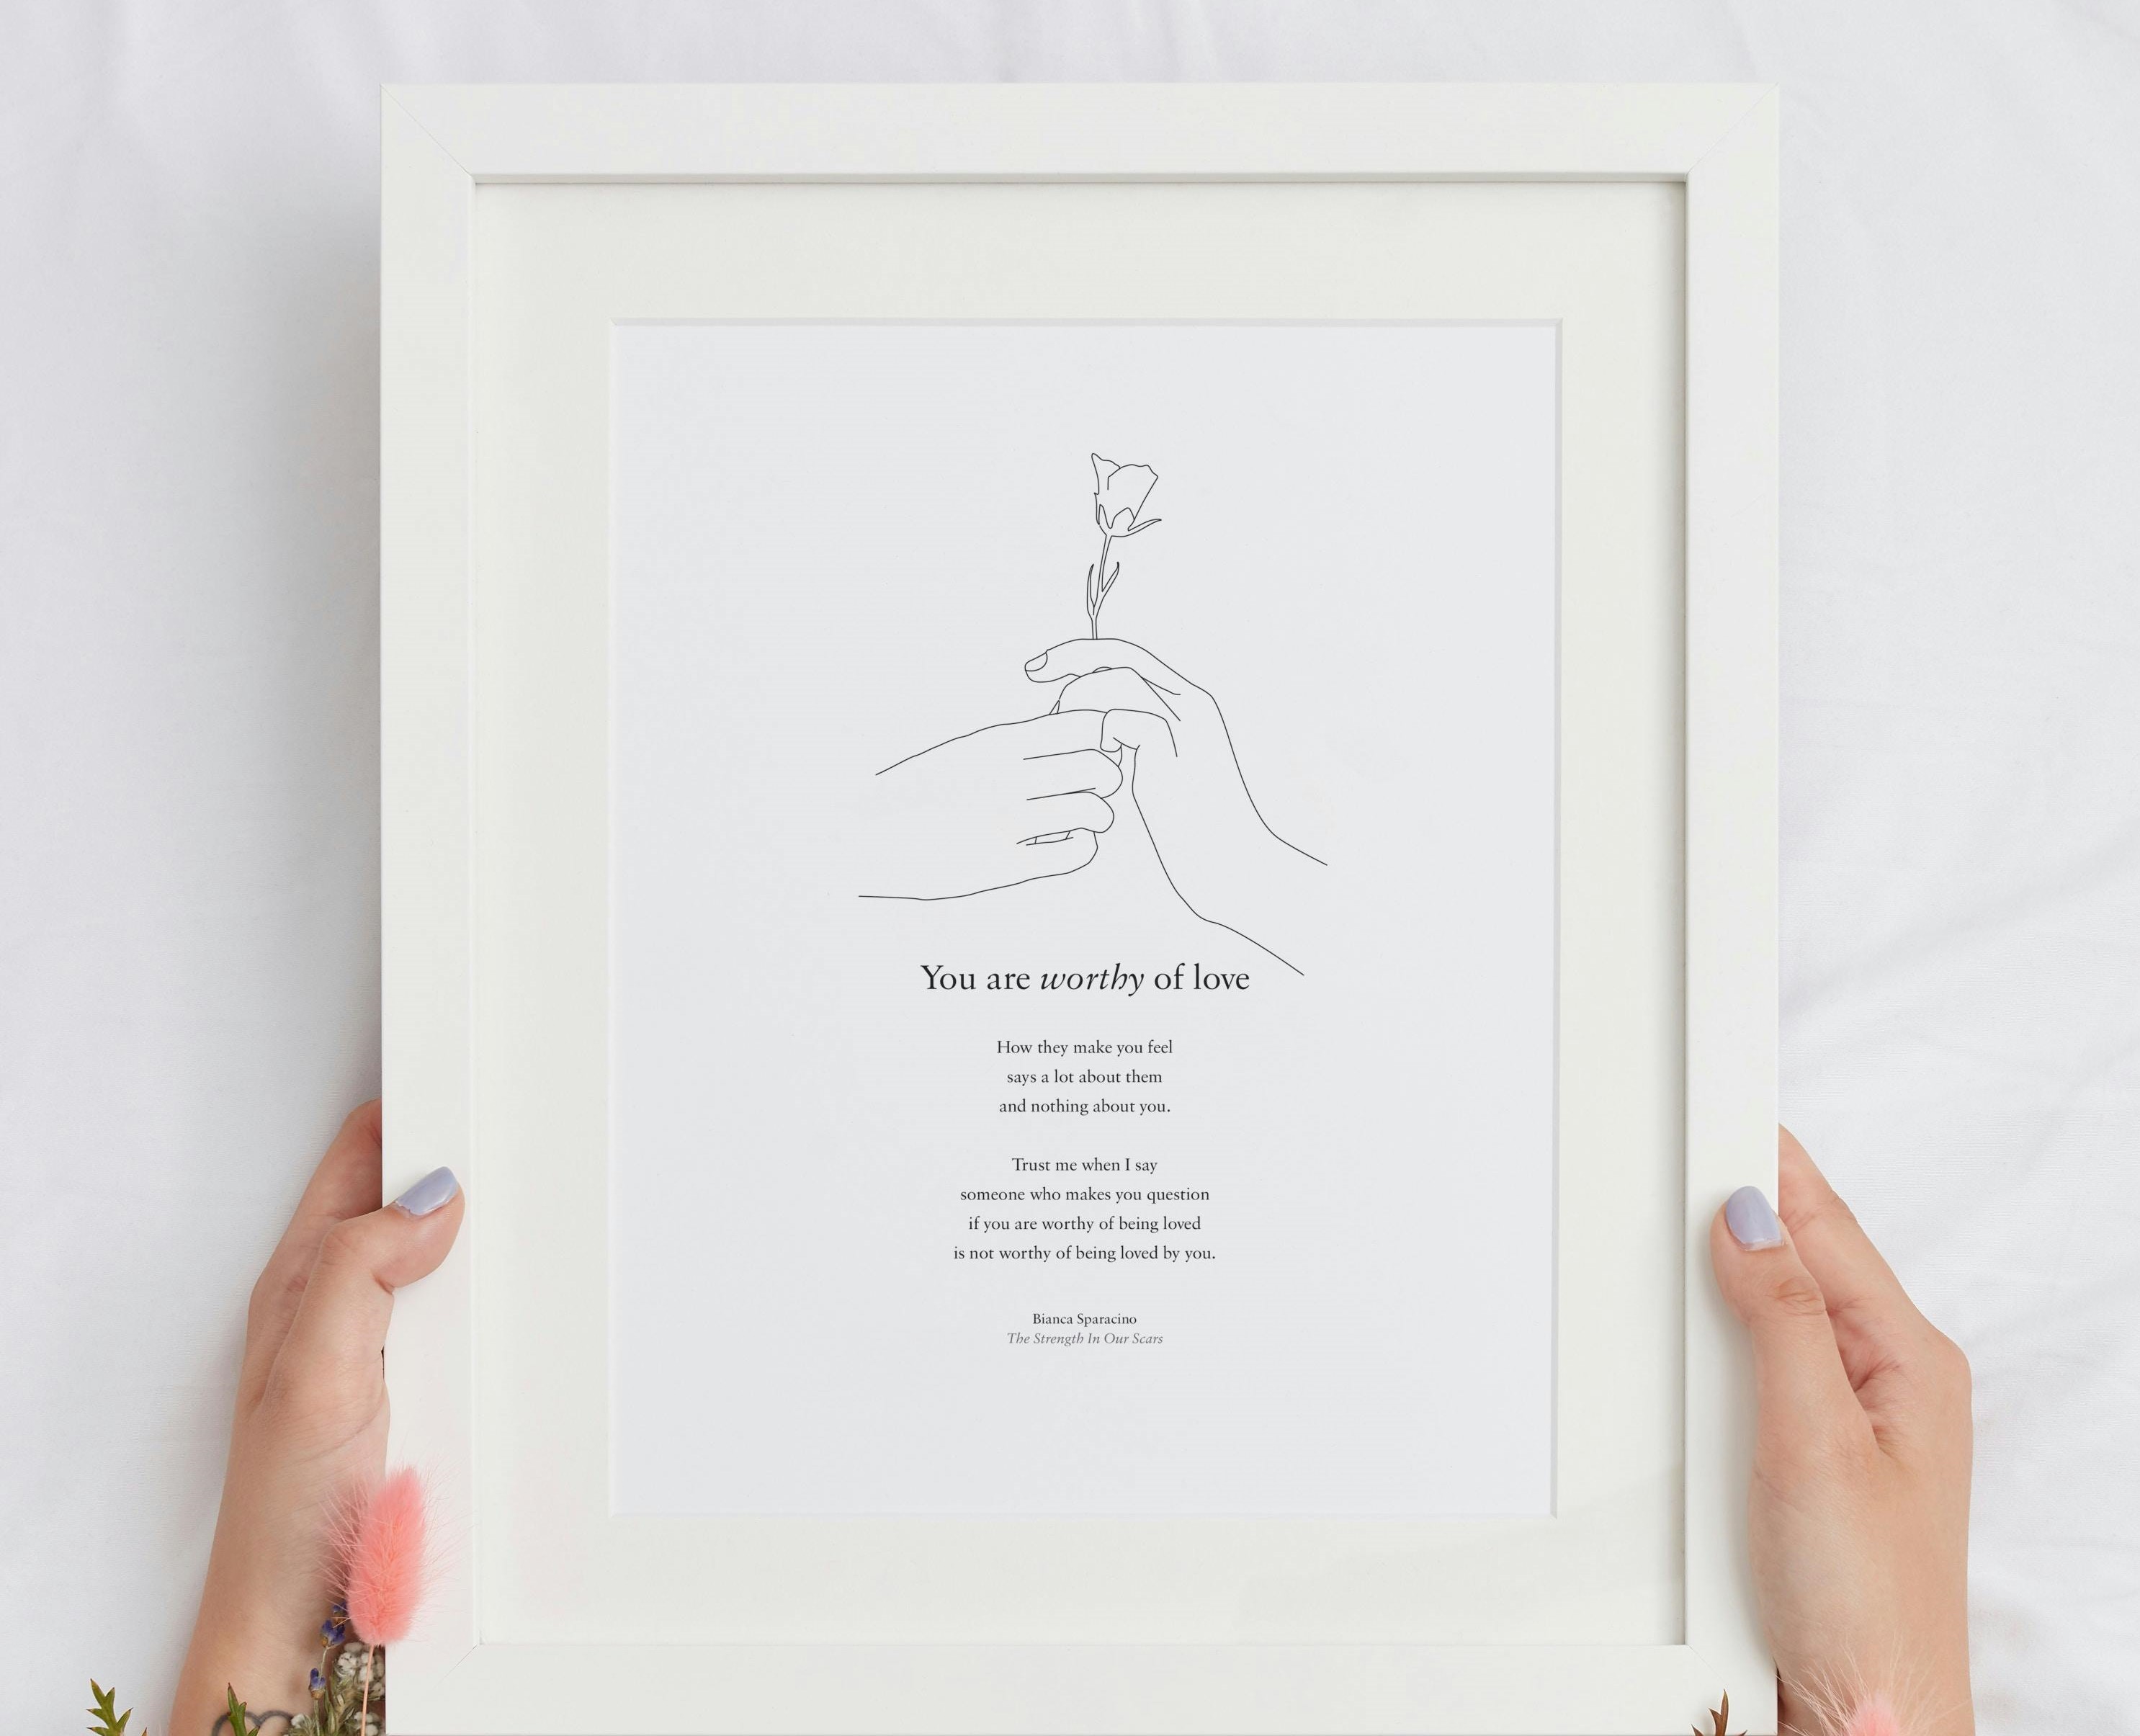 You are worthy of love
How they make you feel
says a lot about them
and nothing about you.
Trust me when I say
someone who makes you question
if you are worthy of being loved
is not worthy of being loved by you.
Bianca Sparacino
The Strength In Our Scars